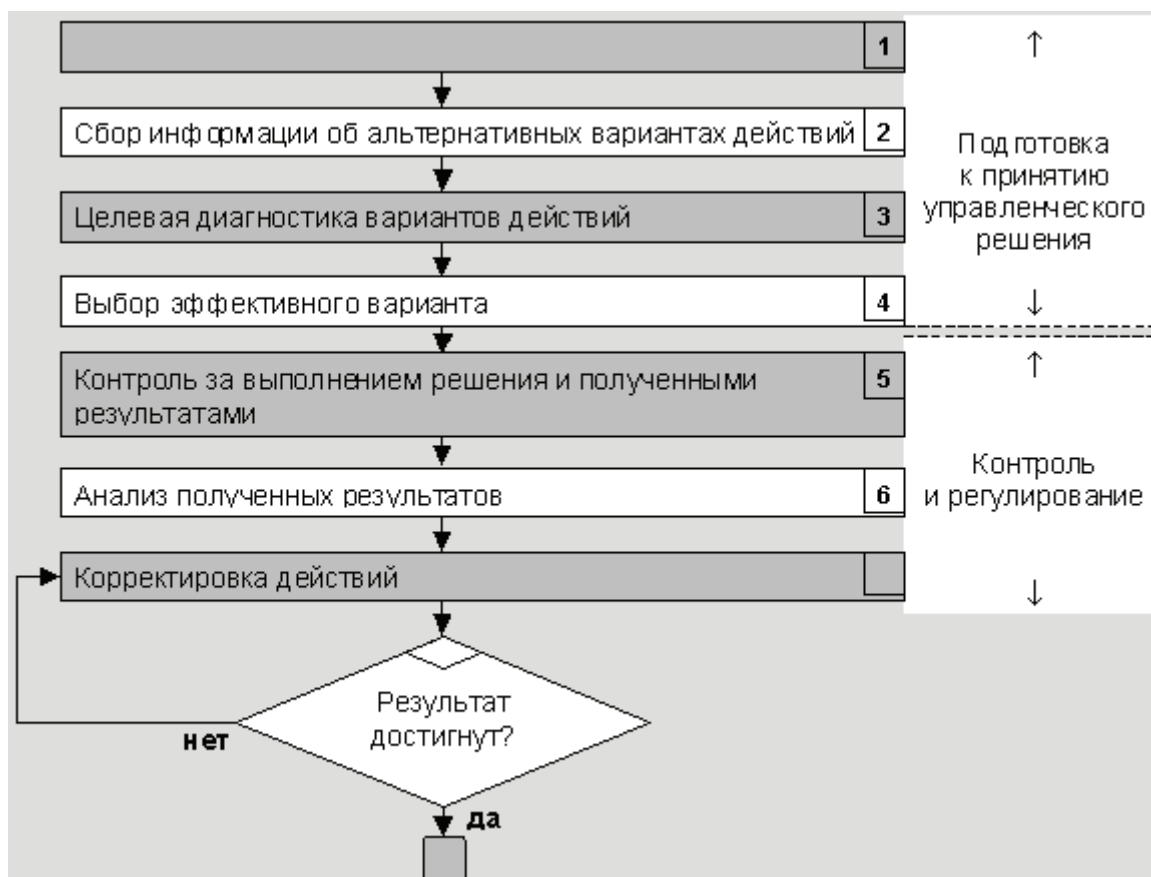 1
Сбор информации об альтернативных вариантах действий 2
Целевая диагностика вариантов действий 3
Выбор эффективного варианта 4
Подготовка
к принятию
управленческого
решения
Контроль за выполнением решения и полученными 5
результатами
Анализ полученных результатов 6
Корректировка действий
Контроль
и регулирование
Результат
достигнут?
нет
да